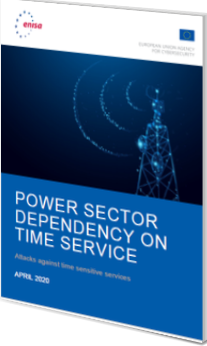 enisa
EUROPEAN UNION AGENCY
FOR CYBERSECURITY
POWER SECTOR
DEPENDENCY ON
TIME SERVICE
Attacks against time sensitive services
APRIL 2020